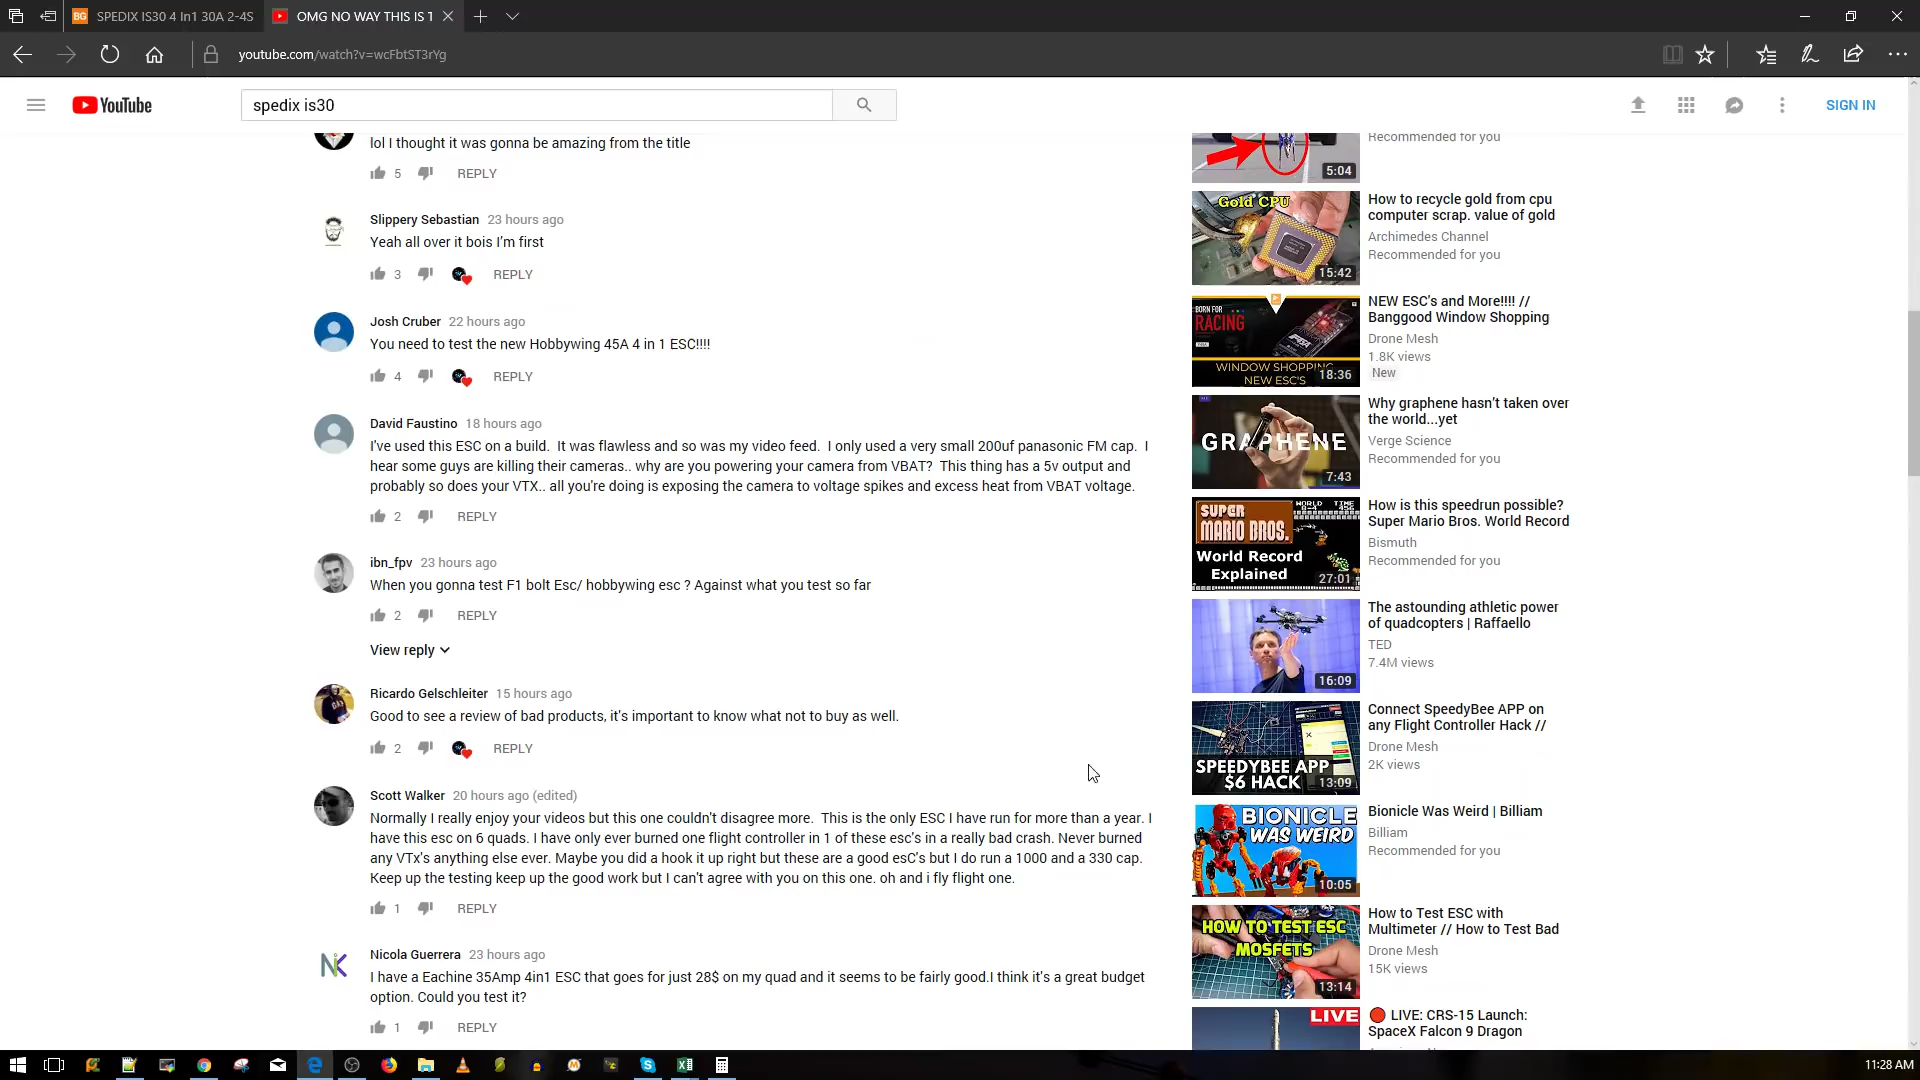 SPEDIX IS30 4 In1 30A 2-4S
OMG NO WAY THIS IS 1
youtube.com/watch?v=wcFbtST3rYg
YouTube
spedix is30
SIGN IN
lol I thought it was gonna be amazing from the title
5
REPLY
Slippery Sebastian 23 hours ago
Yeah all over it bois I'm first
3
REPLY
Josh Cruber 22 hours ago
You need to test the new Hobbywing 45A 4 in 1 ESC!!!!
4
REPLY
David Faustino 18 hours ago
I've used this ESC on a build. It was flawless and so was my video feed. I only used a very small 200uf panasonic FM cap. I
hear some guys are killing their cameras.. why are you powering your camera from VBAT? This thing has a 5v output and
probably so does your VTX.. all you're doing is exposing the camera to voltage spikes and excess heat from VBAT voltage.
2
REPLY
ibn_fpv 23 hours ago
When you gonna test F1 bolt Esc/ hobbywing esc ? Against what you test so far
2
REPLY
View reply
Ricardo Gelschleiter 15 hours ago
Good to see a review of bad products, it's important to know what not to buy as well.
2
REPLY
Scott Walker 20 hours ago (edited)
Normally I really enjoy your videos but this one couldn't disagree more. This is the only ESC I have run for more than a year. I
have this esc on 6 quads. I have only ever burned one flight controller in 1 of these esc's in a really bad crash. Never burned
any VTx's anything else ever. Maybe you did a hook it up right but these are a good esC's but I do run a 1000 and a 330 cap.
Keep up the testing keep up the good work but I can't agree with you on this one. oh and i fly flight one.
1
REPLY
Nicola Guerrera 23 hours ago
I have a Eachine 35Amp 4in1 ESC that goes for just 28$ on my quad and it seems to be fairly good.I think it's a great budget
option. Could you test it?
1
REPLY
5:04
Recommended for you
Gold CPU
15:42
How to recycle gold from cpu
computer scrap. value of gold
Archimedes Channel
Recommended for you
BORN FOR
RACING
WINDOW SHOPPING
NEW ESC'S
18:36
NEW ESC's and More!!!! //
Banggood Window Shopping
Drone Mesh
1.8K views
New
GRAPHENE
7:43
Why graphene hasn't taken over
the world...yet
Verge Science
Recommended for you
SUPER
MARIO BROS.
WORLD TIME
World Record
Explained
27:01
How is this speedrun possible?
Super Mario Bros. World Record
Bismuth
Recommended for you
16:09
The astounding athletic power
of quadcopters | Raffaello
TED
7.4M views
SPEEDYBEE APP
$6 HACK
13:09
Connect SpeedyBee APP on
any Flight Controller Hack //
Drone Mesh
2K views
BIONICLE
WAS WEIRD
10:05
Bionicle Was Weird | Billiam
Billiam
Recommended for you
HOW TO TEST ESC
MOSFETS
13:14
How to Test ESC with
Multimeter // How to Test Bad
Drone Mesh
15K views
LIVE
🔴 LIVE: CRS-15 Launch:
SpaceX Falcon 9 Dragon
11:28 AM